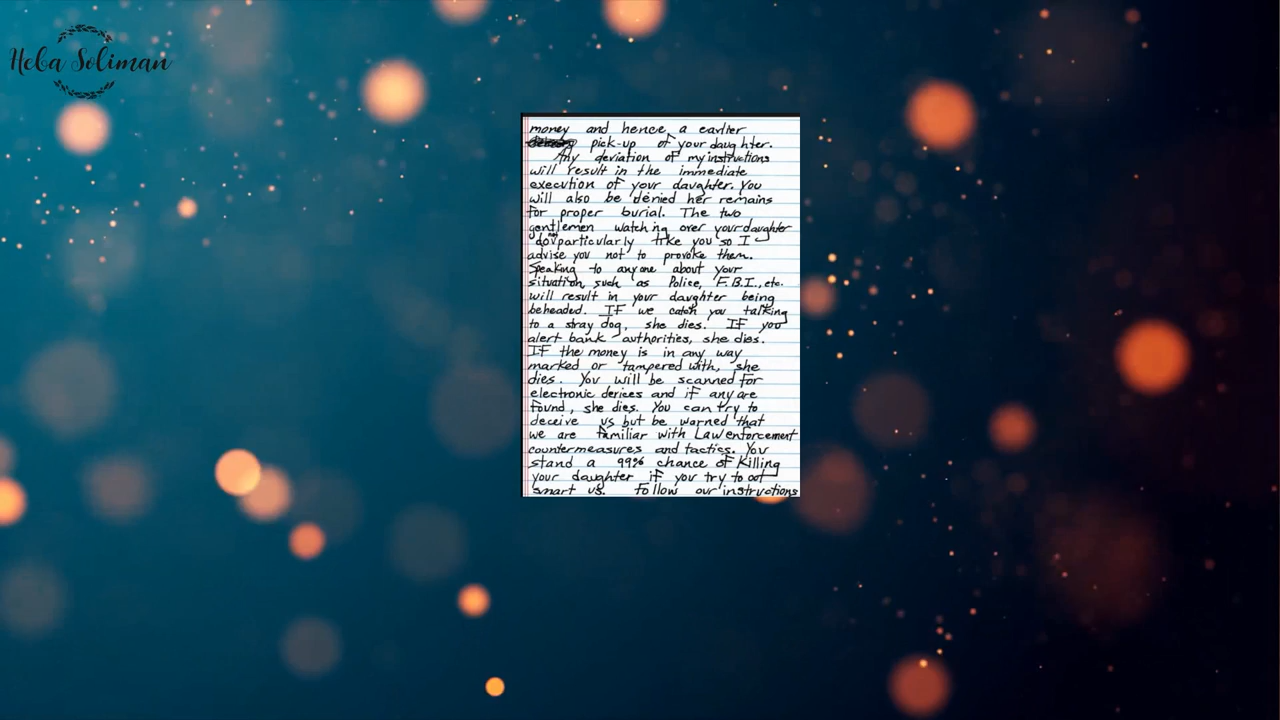 Heba Soliman
money and hence a earlier
pick-up of your daughter.
Any deviation of my instructions
will result in the immediate
execution of your daughter. You
will also be denied her remains
for proper burial. The two
gentlemen watching over your daughter
do not particularly like you so I
advise you not to provoke them.
Speaking to anyone about your
situation, such as Police, F.B.I., etc.
will result in your daughter being
beheaded. If we catch you talking
to a stray dog, she dies. If you
alert bank authorities, she dies.
If the money is in any way
marked or tampered with, she
dies. You will be scanned for
electronic devices and if any are
found, she dies. You can try to
deceive us but be warned that
we are familiar with Law enforcement
countermeasures and tactics. You
stand a 99% chance of killing
your daughter if you try to out
smart us. Follow our instructions